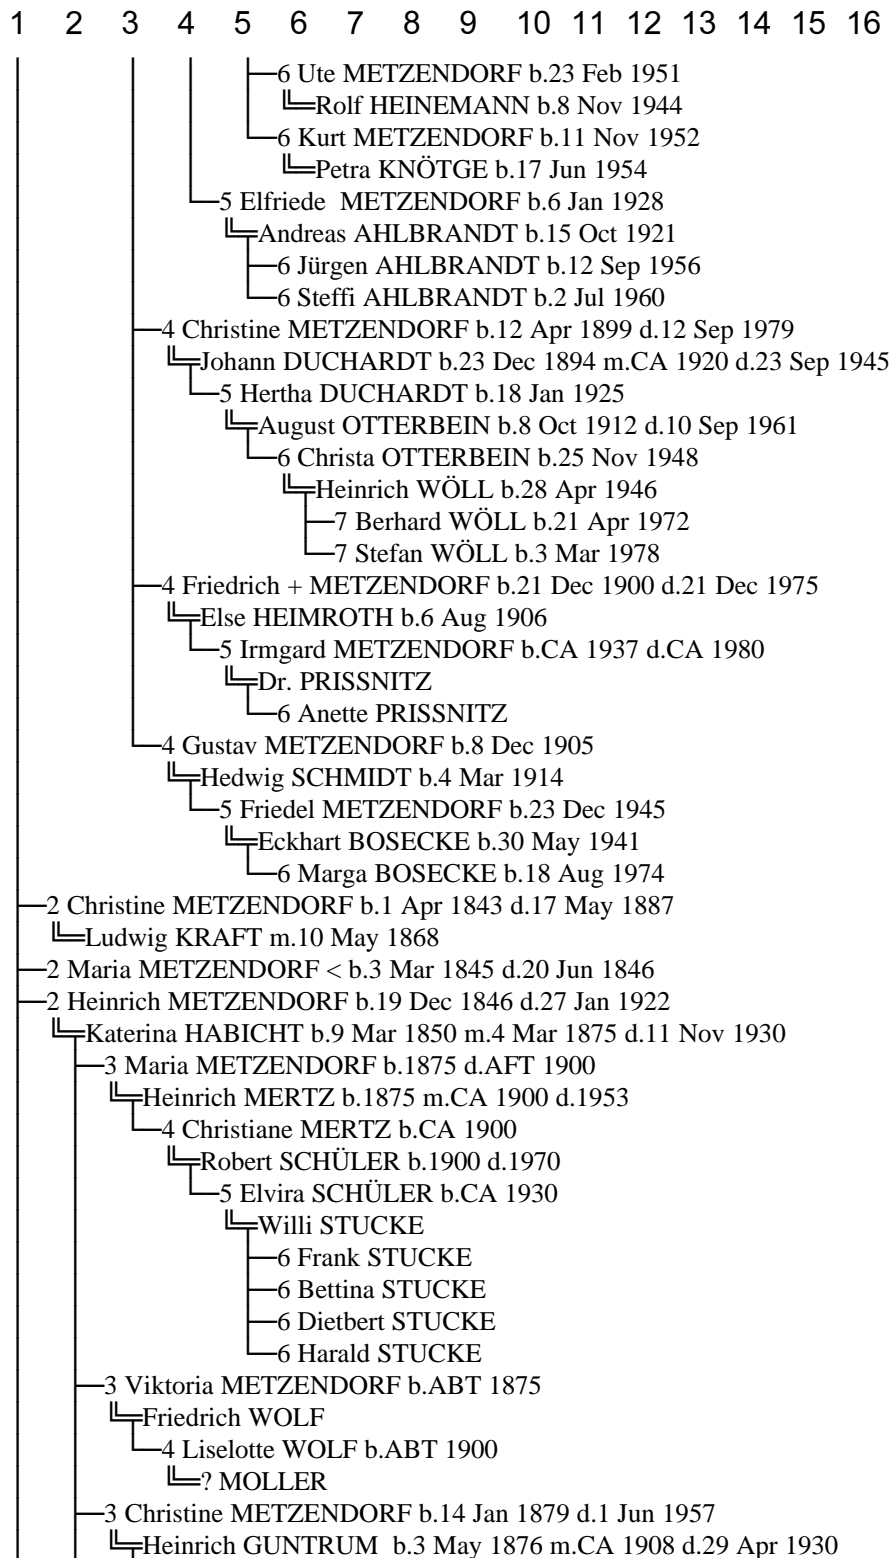 1 2 3 4 5 6 7 8 9 10 11 12 13 14 15 16
6 Ute METZENDORF b.23 Feb 1951
Rolf HEINEMANN b.8 Nov 1944
6 Kurt METZENDORF b.11 Nov 1952
Petra KNÖTGE b.17 Jun 1954
5 Elfriede METZENDORF b.6 Jan 1928
Andreas AHLBRANDT b.15 Oct 1921
6 Jürgen AHLBRANDT b.12 Sep 1956
6 Steffi AHLBRANDT b.2 Jul 1960
4 Christine METZENDORF b.12 Apr 1899 d.12 Sep 1979
Johann DUCHARDT b.23 Dec 1894 m.CA 1920 d.23 Sep 1945
5 Hertha DUCHARDT b.18 Jan 1925
August OTTERBEIN b.8 Oct 1912 d.10 Sep 1961
6 Christa OTTERBEIN b.25 Nov 1948
Heinrich WÖLL b.28 Apr 1946
7 Berhard WÖLL b.21 Apr 1972
7 Stefan WÖLL b.3 Mar 1978
4 Friedrich + METZENDORF b.21 Dec 1900 d.21 Dec 1975
Else HEIMROTH b.6 Aug 1906
5 Irmgard METZENDORF b.CA 1937 d.CA 1980
Dr. PRISSNITZ
6 Anette PRISSNITZ
4 Gustav METZENDORF b.8 Dec 1905
Hedwig SCHMIDT b.4 Mar 1914
5 Friedel METZENDORF b.23 Dec 1945
Eckhart BOSECKE b.30 May 1941
6 Marga BOSECKE b.18 Aug 1974
2 Christine METZENDORF b.1 Apr 1843 d.17 May 1887
Ludwig KRAFT m.10 May 1868
2 Maria METZENDORF < b.3 Mar 1845 d.20 Jun 1846
2 Heinrich METZENDORF b.19 Dec 1846 d.27 Jan 1922
Katerina HABICHT b.9 Mar 1850 m.4 Mar 1875 d.11 Nov 1930
3 Maria METZENDORF b.1875 d.AFT 1900
Heinrich MERTZ b.1875 m.CA 1900 d.1953
4 Christiane MERTZ b.CA 1900
Robert SCHÜLER b.1900 d.1970
5 Elvira SCHÜLER b.CA 1930
Willi STUCKE
6 Frank STUCKE
6 Bettina STUCKE
6 Dietbert STUCKE
6 Harald STUCKE
3 Viktoria METZENDORF b.ABT 1875
Friedrich WOLF
4 Liselotte WOLF b.ABT 1900
? MOLLER
3 Christine METZENDORF b.14 Jan 1879 d.1 Jun 1957
Heinrich GUNTRUM b.3 May 1876 m.CA 1908 d.29 Apr 1930